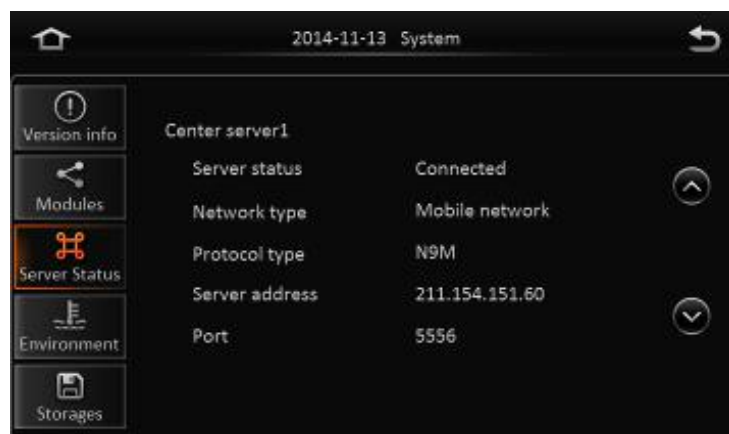 2014-11-13 System
Version info
Modules
Server Status
Environment
Storages
Center server1
Server status Connected
Network type Mobile network
Protocol type N9M
Server address 211.154.151.60
Port 5556